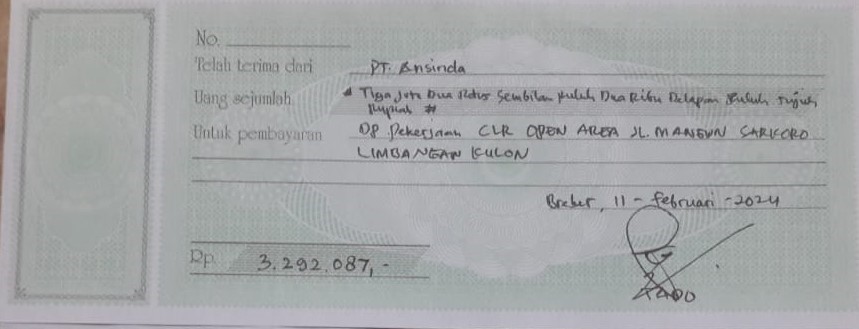 No.
Telah terima dari PT. Ansinda
Uang sejumlah # Tiga Juta Dua Ratus Sembilan Puluh Dua Ribu Delapan Puluh Tujuh
Rupiah #
Untuk pembayaran DP Pekerjaan CLR OPEN AREA JL. MANGUN SARKORO
LIMBANGAN KULON
Brebes, 11 - Februari - 2024
Rp. 3.292.087,-